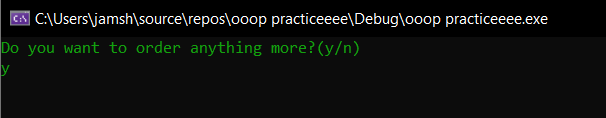 C:\Users\jamsh\source\repos\ooop practiceeee\Debug\ooop practiceeee.exe
Do you want to order anything more?(y/n)
y